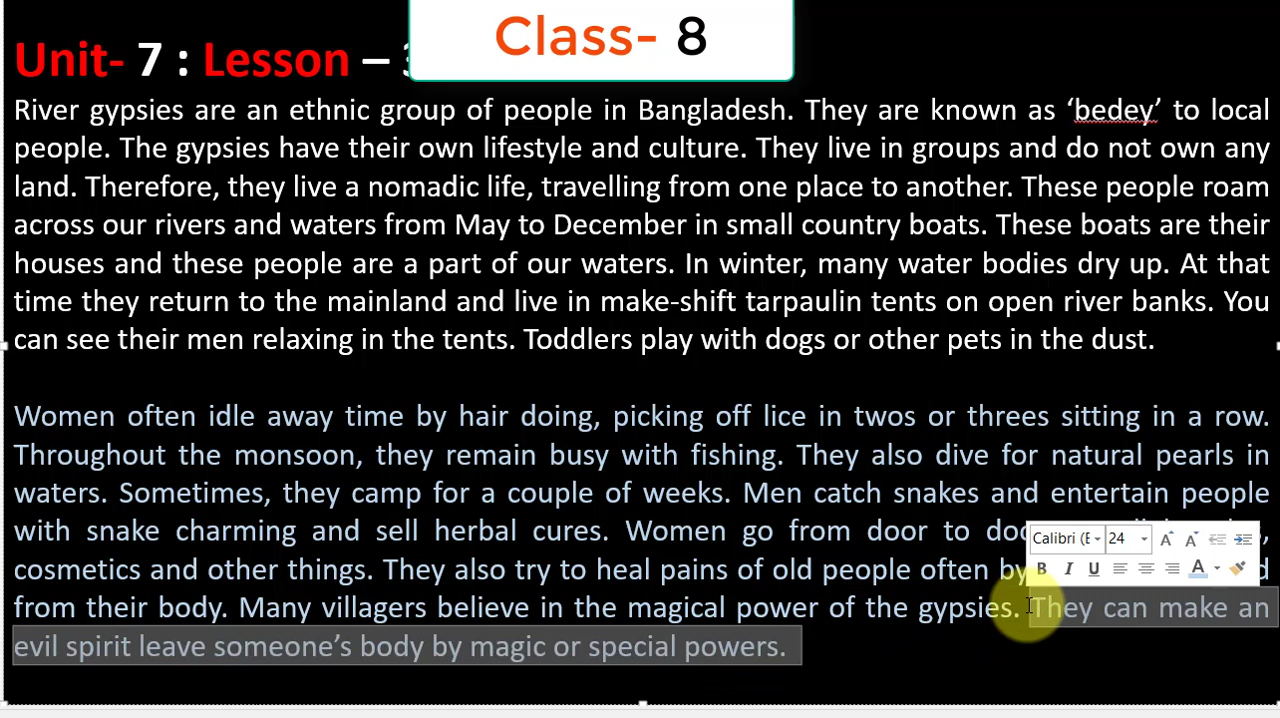 Class- 8
Unit- 7 : Lesson –
River gypsies are an ethnic group of people in Bangladesh. They are known as ‘bedey’ to local
people. The gypsies have their own lifestyle and culture. They live in groups and do not own any
land. Therefore, they live a nomadic life, travelling from one place to another. These people roam
across our rivers and waters from May to December in small country boats. These boats are their
houses and these people are a part of our waters. In winter, many water bodies dry up. At that
time they return to the mainland and live in make-shift tarpaulin tents on open river banks. You
can see their men relaxing in the tents. Toddlers play with dogs or other pets in the dust.
Women often idle away time by hair doing, picking off lice in twos or threes sitting in a row.
Throughout the monsoon, they remain busy with fishing. They also dive for natural pearls in
waters. Sometimes, they camp for a couple of weeks. Men catch snakes and entertain people
with snake charming and sell herbal cures. Women go from door to
Calibri (E 24
cosmetics and other things. They also try to heal pains of old people often by
B I U A
from their body. Many villagers believe in the magical power of the gypsies. They can make an
evil spirit leave someone’s body by magic or special powers.